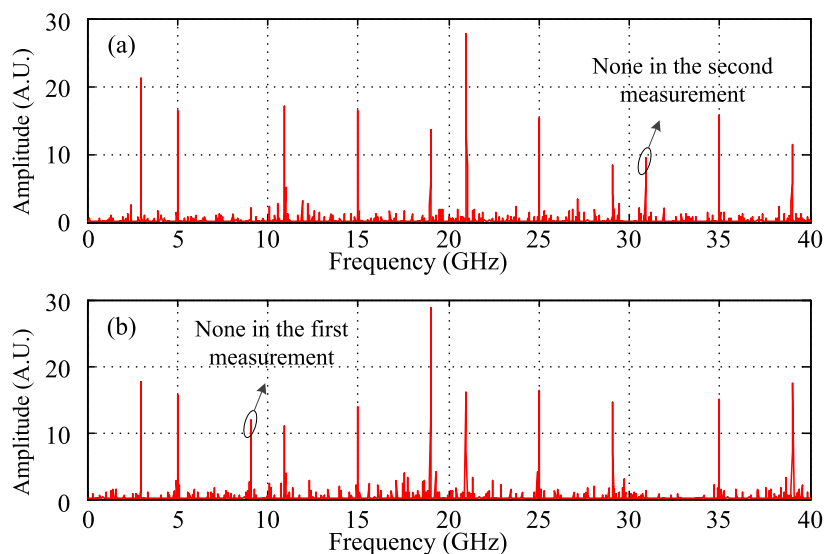 30
(a)
None in the second
measurement
20
10
0
Amplitude (A.U.)
0 5 10 15 20 25 30 35 40
Frequency (GHz)
30
(b)
None in the first
measurement
20
10
0
Amplitude (A.U.)
0 5 10 15 20 25 30 35 40
Frequency (GHz)